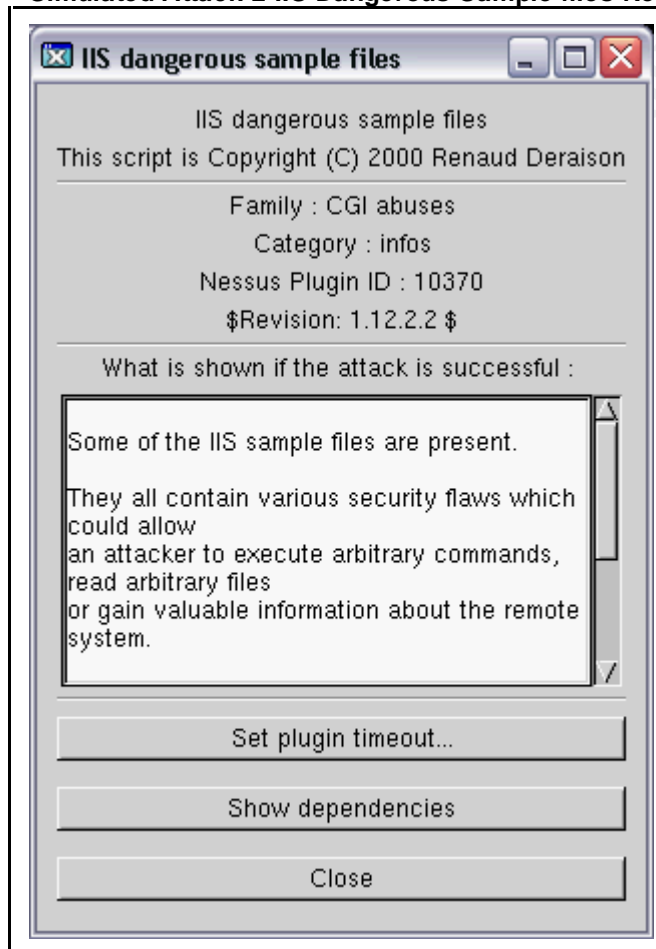 IIS dangerous sample files
IIS dangerous sample files
This script is Copyright (C) 2000 Renaud Deraison
Family : CGI abuses
Category : infos
Nessus Plugin ID : 10370
$Revision: 1.12.2.2 $
What is shown if the attack is successful :
Some of the IIS sample files are present.
They all contain various security flaws which
could allow
an attacker to execute arbitrary commands,
read arbitrary files
or gain valuable information about the remote
system.
Set plugin timeout...
Show dependencies
Close